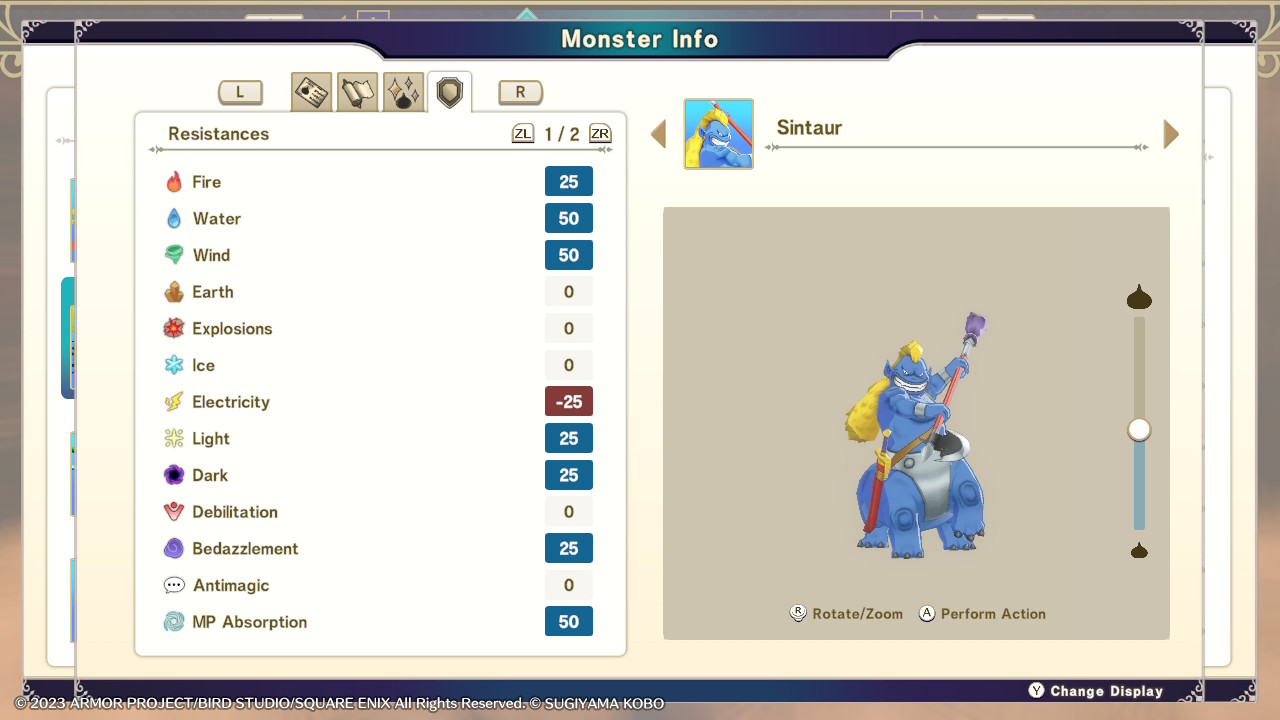 Monster Info
L
R
Resistances
ZL 1 / 2 ZR
Sintaur
Fire 25
Water 50
Wind 50
Earth 0
Explosions 0
Ice 0
Electricity -25
Light 25
Dark 25
Debilitation 0
Bedazzlement 25
Antimagic 0
MP Absorption 50
R Rotate/Zoom A Perform Action
Y Change Display
© 2023 ARMOR PROJECT/BIRD STUDIO/SQUARE ENIX All Rights Reserved. © SUGIYAMA KOBO